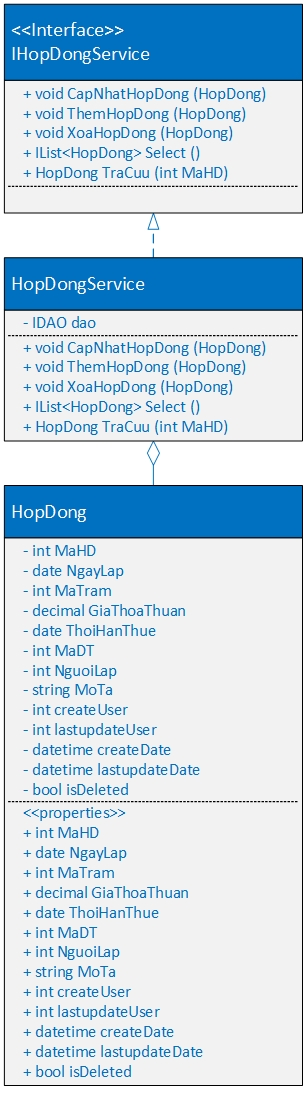 <<Interface>>
IHopDongService
+ void CapNhatHopDong (HopDong)
+ void ThemHopDong (HopDong)
+ void XoaHopDong (HopDong)
+ IList<HopDong> Select ()
+ HopDong TraCuu (int MaHD)
HopDongService
- IDAO dao
+ void CapNhatHopDong (HopDong)
+ void ThemHopDong (HopDong)
+ void XoaHopDong (HopDong)
+ IList<HopDong> Select ()
+ HopDong TraCuu (int MaHD)
HopDong
- int MaHD
- date NgayLap
- int MaTram
- decimal GiaThoaThuan
- date ThoiHanThue
- int MaDT
- int NguoiLap
- string MoTa
- int createUser
- int lastupdateUser
- datetime createDate
- datetime lastupdateDate
- bool isDeleted
<<properties>>
+ int MaHD
+ date NgayLap
+ int MaTram
+ decimal GiaThoaThuan
+ date ThoiHanThue
+ int MaDT
+ int NguoiLap
+ string MoTa
+ int createUser
+ int lastupdateUser
+ datetime createDate
+ datetime lastupdateDate
+ bool isDeleted